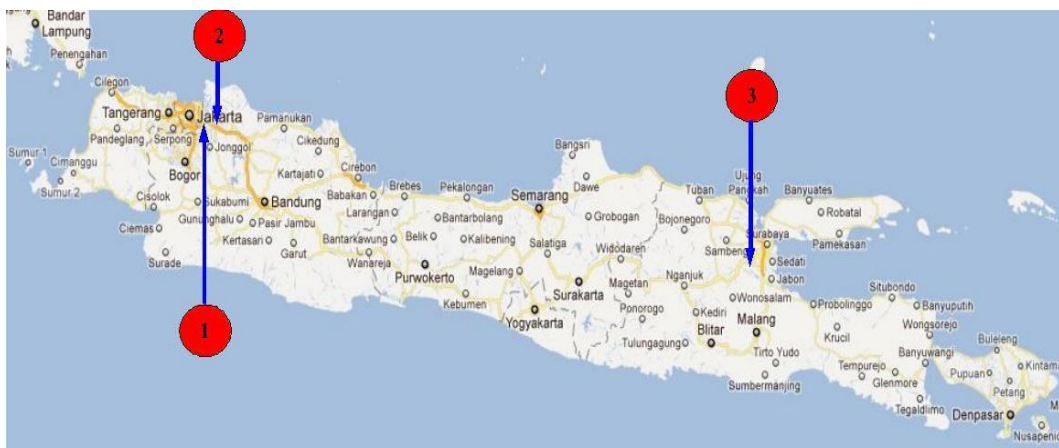 Bandar
Lampung
Penengahan
2
3
Cilegon
Tangerang
Jakarta
Pamanukan
Pandeglang
Serpong
Jonggol
Cikedung
Bangsri
Sumur 1
Cimanggu
Bogor
Kartajati
Cirebon
Ujung
Pangkah
Banyuates
Sumur 2
Cisolok
Sukabumi
Bandung
Babakan
Brebes
Pekalongan
Semarang
Dawe
Tuban
Robatal
Ciemas
Gununghalu
Pasir Jambu
Larangan
Bantarbolang
Grobogan
Bojonegoro
Surabaya
Pamekasan
Kertasari
Garut
Bantarkawung
Belik
Kalibening
Salatiga
Widodaren
Sambeng
Sedati
Surade
Wanareja
Purwokerto
Magelang
Surakarta
Magetan
Nganjuk
Jabon
Situbondo
Kebumen
Yogyakarta
Ponorogo
Kediri
Wonosalam
Probolinggo
Banyuputih
1
Tulungagung
Blitar
Malang
Krucil
Wongsorejo
Tirto Yudo
Sumbermanjing
Tempurejo
Glenmore
Banyuwangi
Buleleng
Pupuan
Kintama
Petang
Tegaldlimo
Denpasar
M
Nusapenid